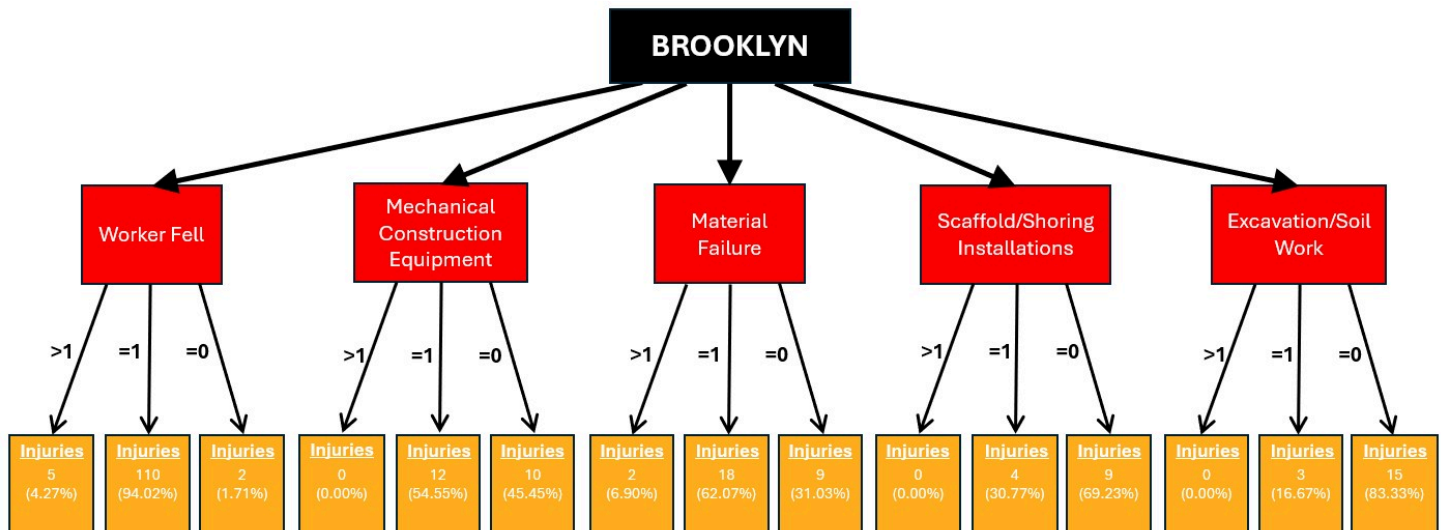 BROOKLYN
Worker Fell
Mechanical
Construction
Equipment
Material
Failure
Scaffold/Shoring
Installations
Excavation/Soil
Work
>1
=1
=0
>1
=1
=0
>1
=1
=0
>1
=1
=0
>1
=1
=0
Injuries
5
(4.27%)
Injuries
110
(94.02%)
Injuries
2
(1.71%)
Injuries
0
(0.00%)
Injuries
12
(54.55%)
Injuries
10
(45.45%)
Injuries
2
(6.90%)
Injuries
18
(62.07%)
Injuries
9
(31.03%)
Injuries
0
(0.00%)
Injuries
4
(30.77%)
Injuries
9
(69.23%)
Injuries
0
(0.00%)
Injuries
3
(16.67%)
Injuries
15
(83.33%)